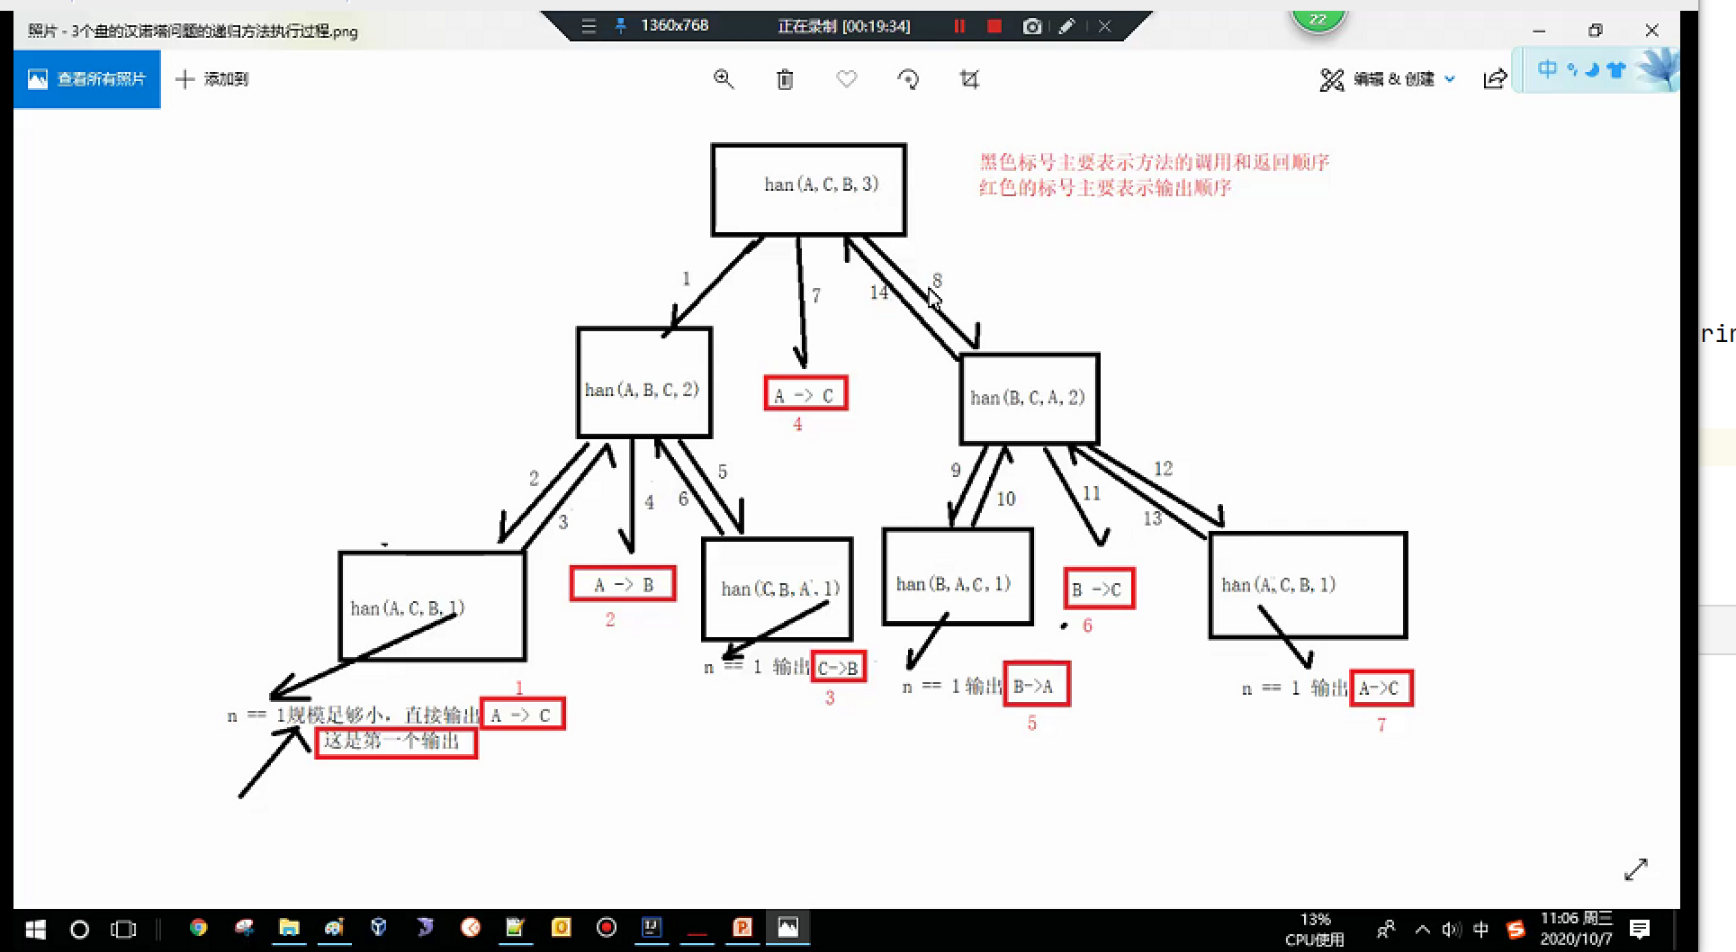 照片 - 3个盘的汉诺塔问题的递归方法执行过程.png
1360x768
正在录制 [00:19:34]
22
查看所有照片
添加到
编辑 & 创建
中
黑色标号主要表示方法的调用和返回顺序
红色的标号主要表示输出顺序
han(A,C,B,3)
1
7
14
8
rin
han(A,B,C,2)
A -> C
4
han(B,C,A,2)
2
3
4
6
5
9
10
11
12
13
han(A,C,B,1)
A -> B
2
han(C,B,A,1)
han(B,A,C,1)
B ->C
6
han(A,C,B,1)
n == 1 输出 C->B
3
n == 1输出 B->A
5
n == 1 输出 A->C
7
1
n == 1规模足够小，直接输出 A -> C
这是第一个输出
13%
CPU使用
中
11:06 周三
2020/10/7